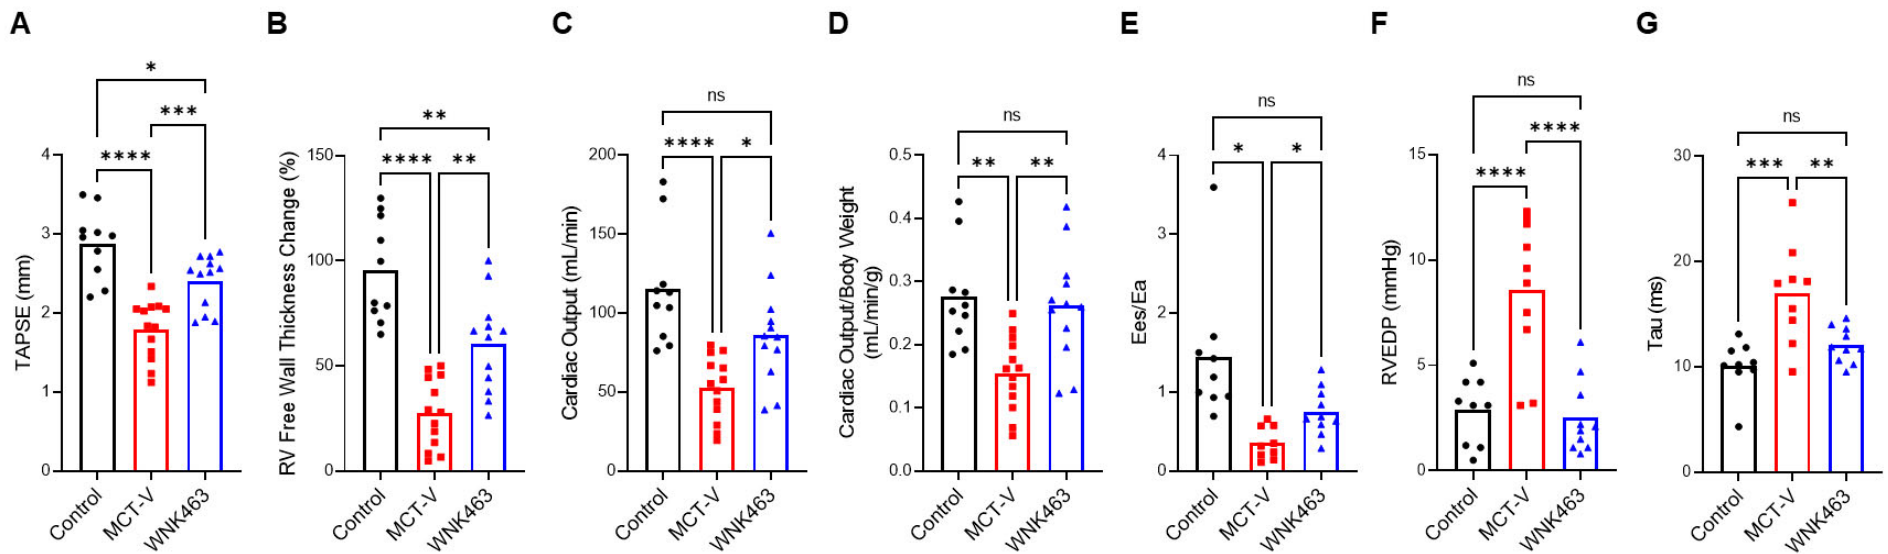 A
B
C
D
E
F
G
TAPSE (mm)
4
3
2
1
0
*
***
****
Control
MCT-V
WNK463
RV Free Wall Thickness Change (%)
150
100
50
0
**
****
**
Control
MCT-V
WNK463
Cardiac Output (mL/min)
200
150
100
50
0
ns
****
*
Control
MCT-V
WNK463
Cardiac Output/Body Weight
(mL/min/g)
0.5
0.4
0.3
0.2
0.1
0.0
ns
**
**
Control
MCT-V
WNK463
Ees/Ea
4
3
2
1
0
ns
*
*
Control
MCT-V
WNK463
RVEDP (mmHg)
15
10
5
0
ns
****
****
Control
MCT-V
WNK463
Tau (ms)
30
20
10
0
ns
***
**
Control
MCT-V
WNK463